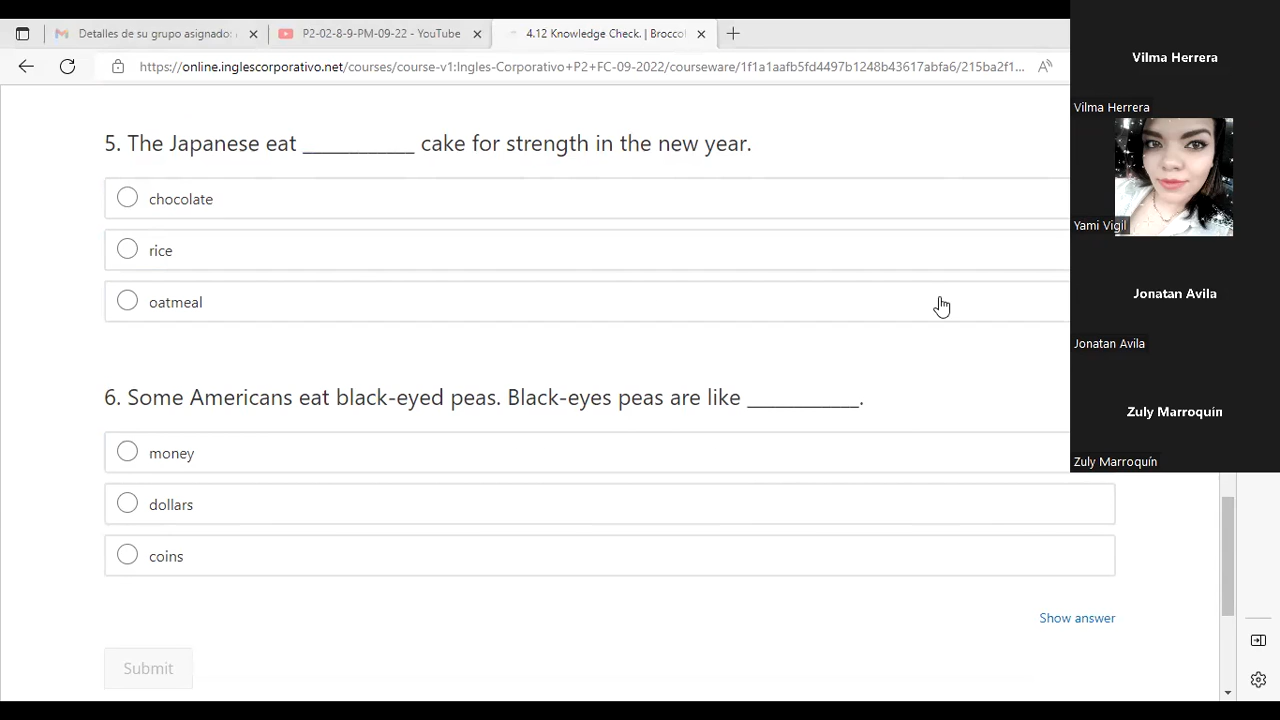 Detalles de su grupo asignado:
P2-02-8-9-PM-09-22 - YouTube
4.12 Knowledge Check. | Broccol
https://online.inglescorporativo.net/courses/course-v1:Ingles-Corporativo+P2+FC-09-2022/courseware/1f1a1aafb5fd4497b1248b43617abfa6/215ba2f1...
5. The Japanese eat ____________ cake for strength in the new year.
chocolate
rice
oatmeal
6. Some Americans eat black-eyed peas. Black-eyes peas are like ____________.
money
dollars
coins
Show answer
Submit
Vilma Herrera
Vilma Herrera
Yami Vigil
Jonatan Avila
Jonatan Avila
Zuly Marroquín
Zuly Marroquín